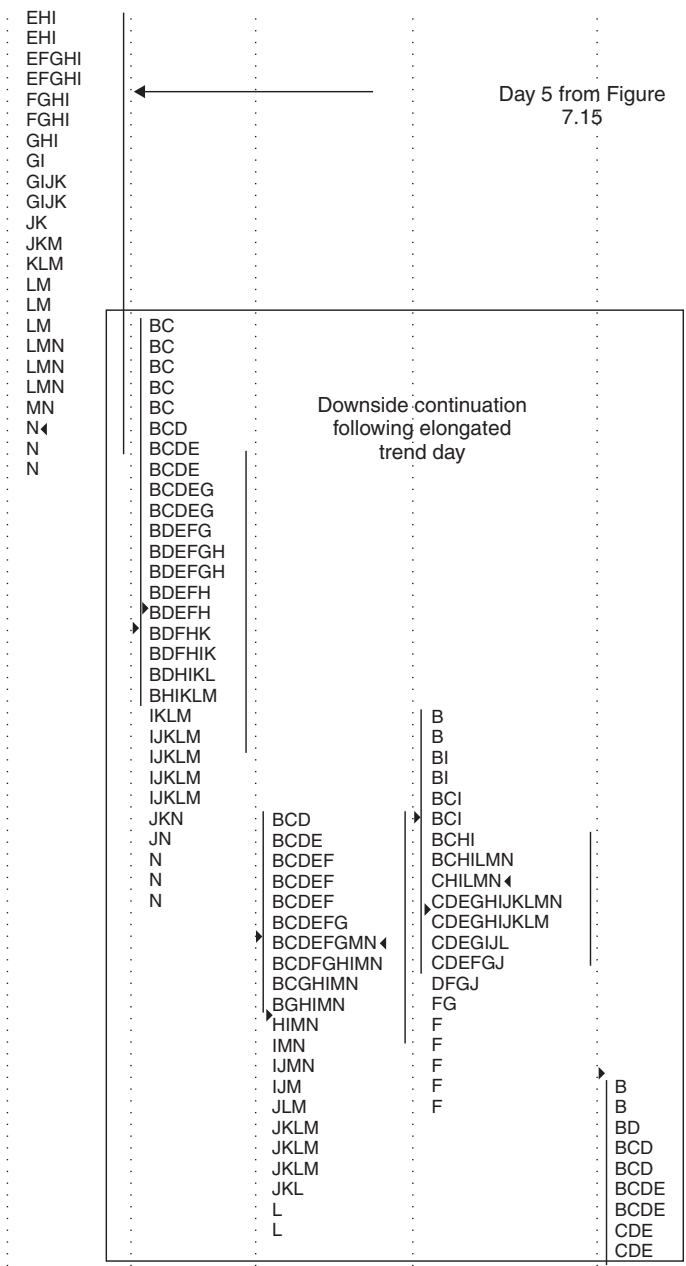 EHI
EHI
EFGHI
EFGHI
FGHI
FGHI
GHI
GI
GIJK
GIJK
JK
JKM
KLM
LM
LM
LM
LMN
LMN
LMN
MN
N
N
N
Day 5 from Figure
7.15
Downside continuation
following elongated
trend day
BC
BC
BC
BC
BC
BCD
BCDE
BCDE
BCDEG
BCDEG
BDEFG
BDEFGH
BDEFGH
BDEFH
BDEFH
BDFHK
BDFHIK
BDHIKL
BHIKLM
IKLM
IJKLM
IJKLM
IJKLM
IJKLM
JKN
JN
N
N
N
BCD
BCDE
BCDEF
BCDEF
BCDEF
BCDEFG
BCDEFGMN
BCDFGHIMN
BCGHIMN
BGHIMN
HIMN
IMN
IJMN
IJM
JLM
JKLM
JKLM
JKLM
JKL
L
L
B
B
BI
BI
BCI
BCI
BCHI
BCHILMN
CHILMN
CDEGHIJKLMN
CDEGHIJKLM
CDEGIJL
CDEFGJ
DFGJ
FG
F
F
F
F
F
B
B
BD
BCD
BCD
BCDE
BCDE
CDE
CDE